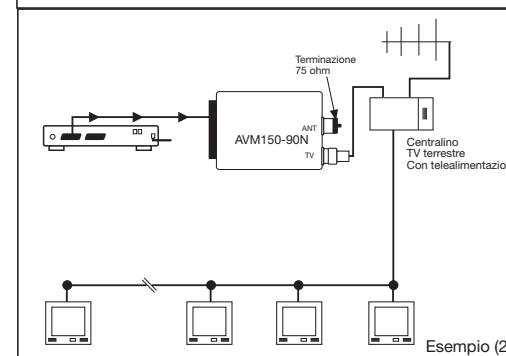 Terminazione
75 ohm
ANT
AVM150-90N
TV
Centralino
TV terrestre
Con telealimentazio
Esempio (2